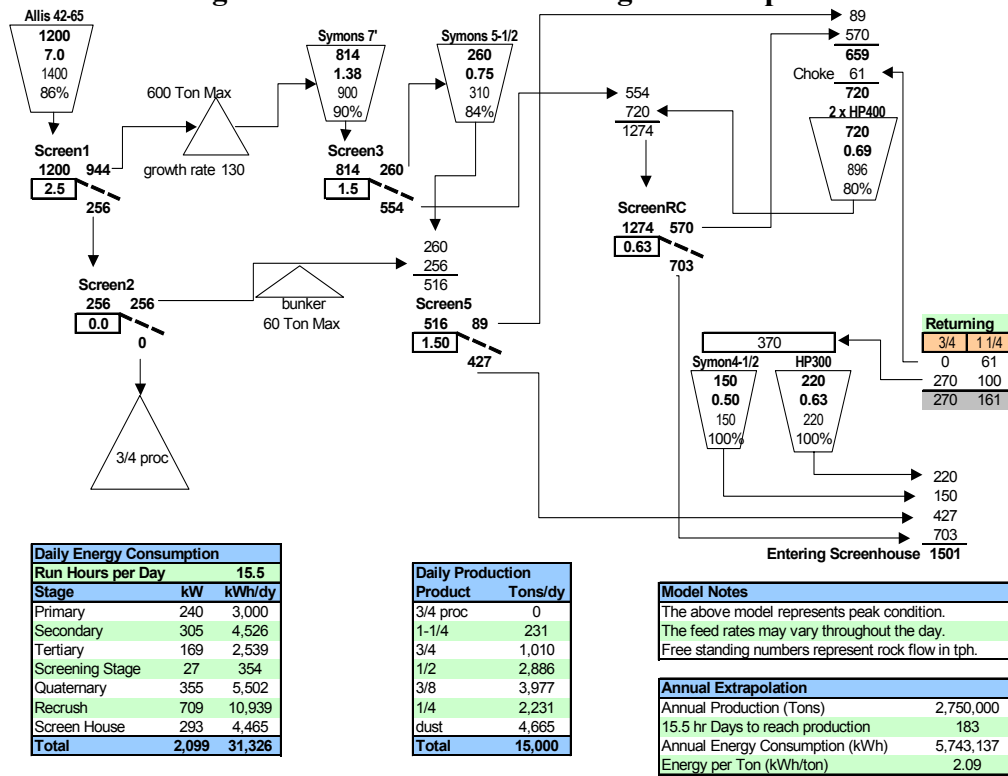 Allis 42-65
1200
7.0
1400
86%
Symons 7'
814
1.38
900
90%
Symons 5-1/2
260
0.75
310
84%
89
570
659
Choke 61
720
2 x HP400
720
0.69
896
80%
600 Ton Max
growth rate 130
554
720
1274
Screen1
1200 944
2.5
256
Screen3
814 260
1.5
554
ScreenRC
1274 570
0.63
703
260
256
516
Screen2
256 256
0.0
0
bunker
60 Ton Max
Screen5
516 89
1.50
427
Returning
3/4 1 1/4
0 61
270 100
270 161
370
Symon4-1/2
150
0.50
150
100%
HP300
220
0.63
220
100%
3/4 proc
220
150
427
703
Entering Screenhouse 1501
Daily Energy Consumption
Run Hours per Day 15.5
Stage kW kWh/dy
Primary 240 3,000
Secondary 305 4,526
Tertiary 169 2,539
Screening Stage 27 354
Quaternary 355 5,502
Recrush 709 10,939
Screen House 293 4,465
Total 2,099 31,326
Daily Production
Product Tons/dy
3/4 proc 0
1-1/4 231
3/4 1,010
1/2 2,886
3/8 3,977
1/4 2,231
dust 4,665
Total 15,000
Model Notes
The above model represents peak condition.
The feed rates may vary throughout the day.
Free standing numbers represent rock flow in tph.
Annual Extrapolation
Annual Production (Tons) 2,750,000
15.5 hr Days to reach production 183
Annual Energy Consumption (kWh) 5,743,137
Energy per Ton (kWh/ton) 2.09